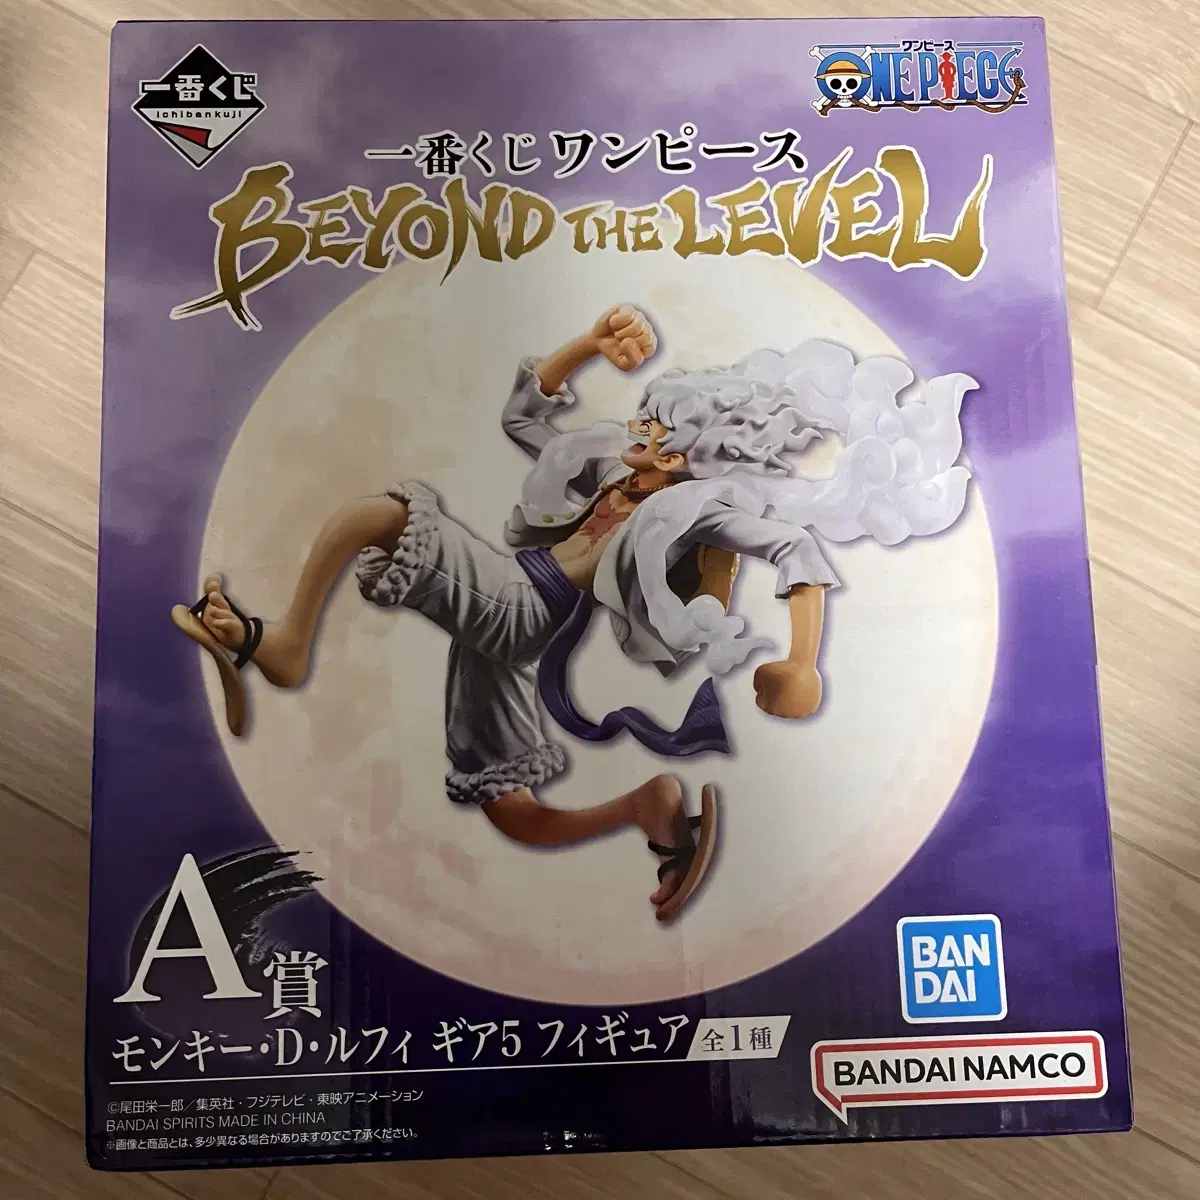 一番くじ
ichibankuji
ワンピース
ONE PIECE
一番くじ ワンピース
BEYOND THE LEVEL
A賞
モンキー・D・ルフィ ギア5 フィギュア 全1種
©尾田栄一郎／集英社・フジテレビ・東映アニメーション
BANDAI SPIRITS MADE IN CHINA
※画像と商品とは、多少異なる場合がありますのでご了承ください。
BAN
DAI
BANDAI NAMCO